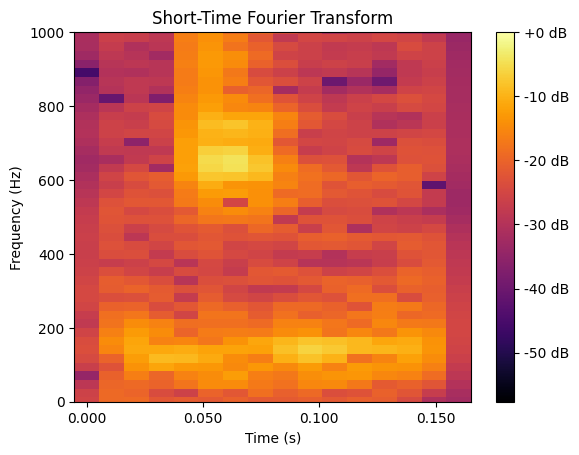 Short-Time Fourier Transform
1000
800
600
400
200
0
Frequency (Hz)
0.000
0.050
0.100
0.150
Time (s)
+0 dB
-10 dB
-20 dB
-30 dB
-40 dB
-50 dB